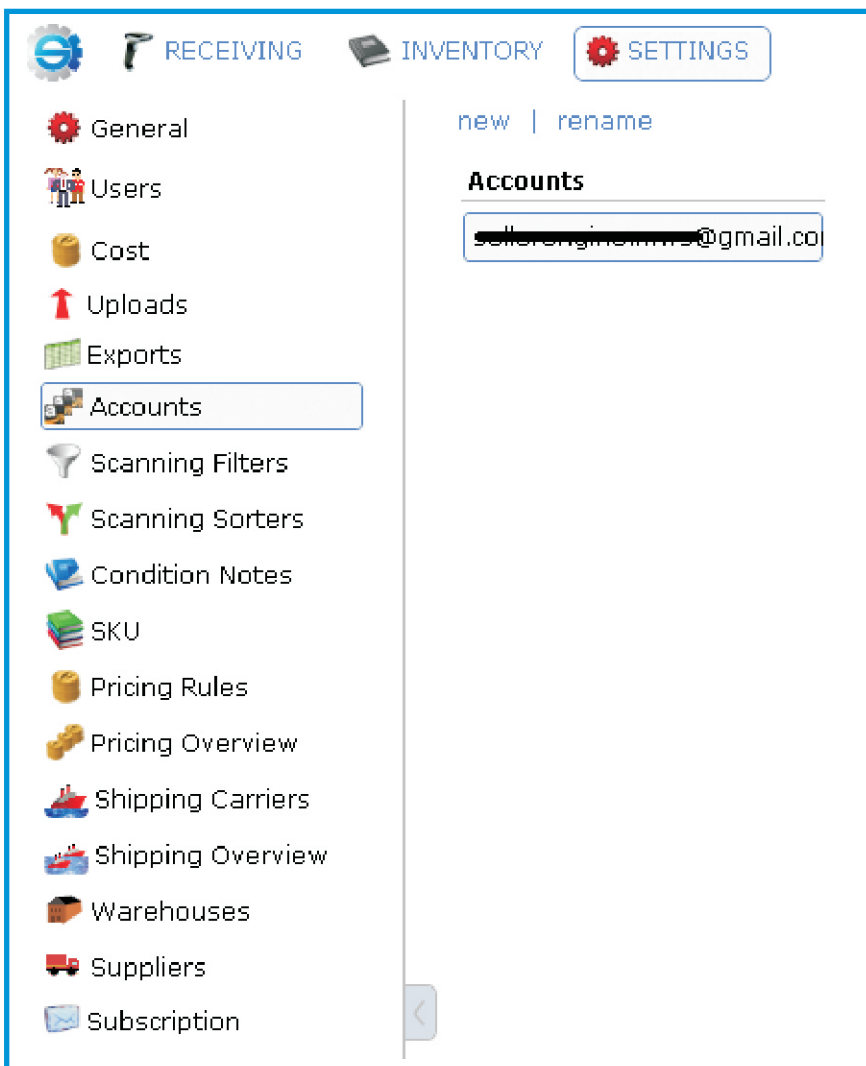 RECEIVING INVENTORY SETTINGS
General
Users
Cost
Uploads
Exports
Accounts
Scanning Filters
Scanning Sorters
Condition Notes
SKU
Pricing Rules
Pricing Overview
Shipping Carriers
Shipping Overview
Warehouses
Suppliers
Subscription
new | rename
Accounts
@gmail.co